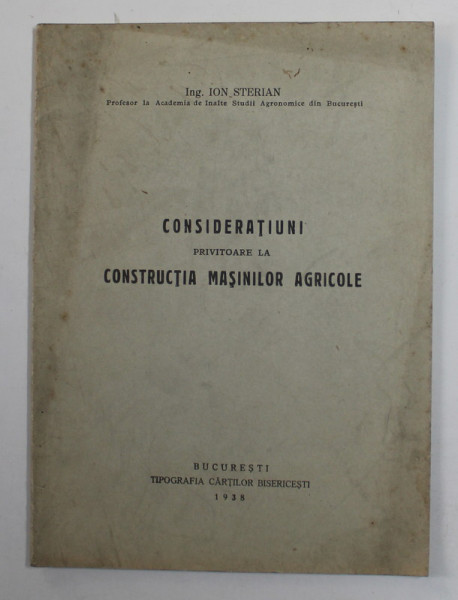 Ing. ION STERIAN
Profesor la Academia de Inalte Studii Agronomice din Bucureşti
CONSIDERAŢIUNI
PRIVITOARE LA
CONSTRUCŢIA MAŞINILOR AGRICOLE
BUCUREŞTI
TIPOGRAFIA CĂRŢILOR BISERICEŞTI
1938